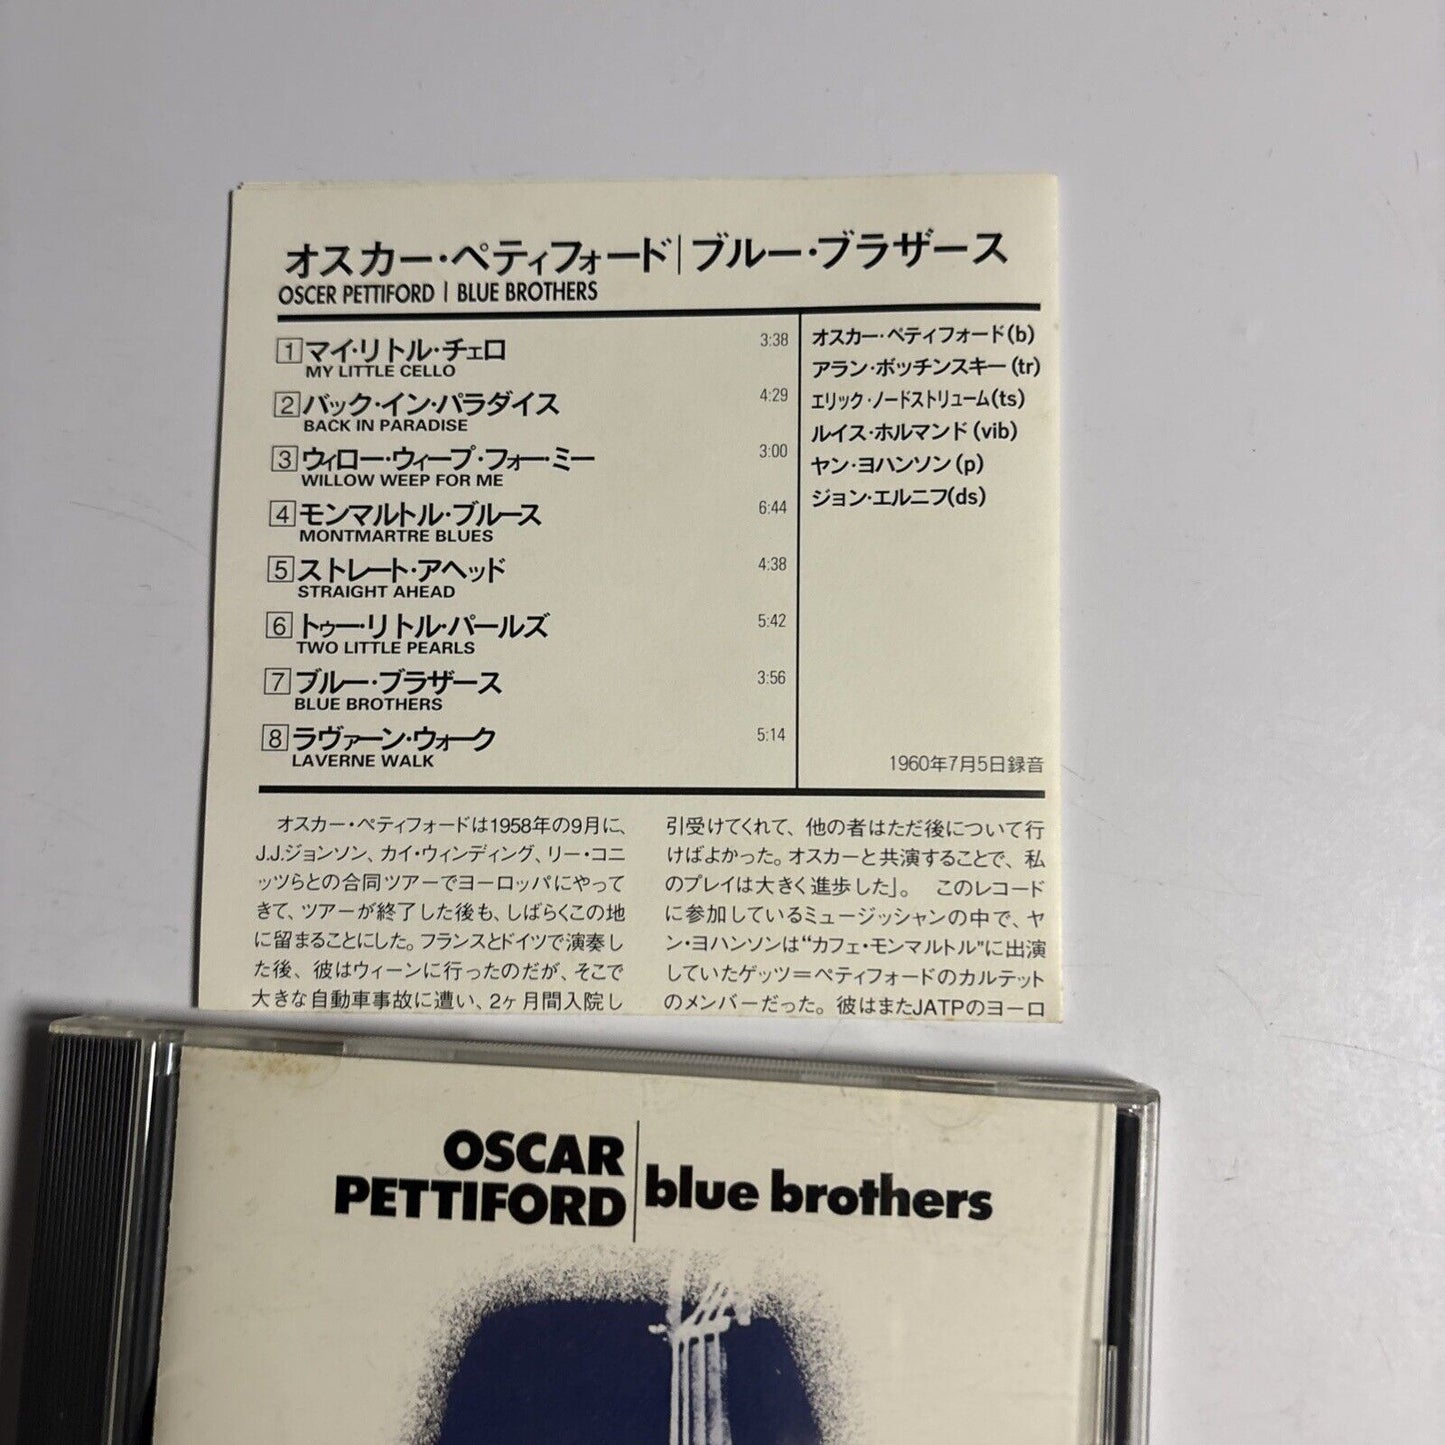 オスカー・ペティフォード|ブルー・ブラザース
OSCER PETTIFORD | BLUE BROTHERS
1 マイ・リトル・チェロ 3:38
MY LITTLE CELLO
2 バック・イン・パラダイス 4:29
BACK IN PARADISE
3 ウィロー・ウィープ・フォー・ミー 3:00
WILLOW WEEP FOR ME
4 モンマルトル・ブルース 6:44
MONTMARTRE BLUES
5 ストレート・アヘッド 4:38
STRAIGHT AHEAD
6 トゥー・リトル・パールズ 5:42
TWO LITTLE PEARLS
7 ブルー・ブラザース 3:56
BLUE BROTHERS
8 ラヴァーン・ウォーク 5:14
LAVERNE WALK
オスカー・ペティフォード(b)
アラン・ボッチンスキー(tr)
エリック・ノードストリューム(ts)
ルイス・ホルマンド(vib)
ヤン・ヨハンソン(p)
ジョン・エルニフ(ds)
1960年7月5日録音
オスカー・ペティフォードは1958年の9月に、
J.J.ジョンソン、カイ・ウィンディング、リー・コニ
ッツらとの合同ツアーでヨーロッパにやって
きて、ツアーが終了した後も、しばらくこの地
に留まることにした。フランスとドイツで演奏し
た後、彼はウィーンに行ったのだが、そこで
大きな自動車事故に遭い、2ヶ月間入院し
引受けてくれて、他の者はただ後について行
けばよかった。オスカーと共演することで、私
のプレイは大きく進歩した」。 このレコード
に参加しているミュージッシャンの中で、ヤ
ン・ヨハンソンは“カフェ・モンマルトル”に出演
していたゲッツ＝ペティフォードのカルテット
のメンバーだった。彼はまたJATPのヨーロ
OSCAR
PETTIFORD
blue brothers